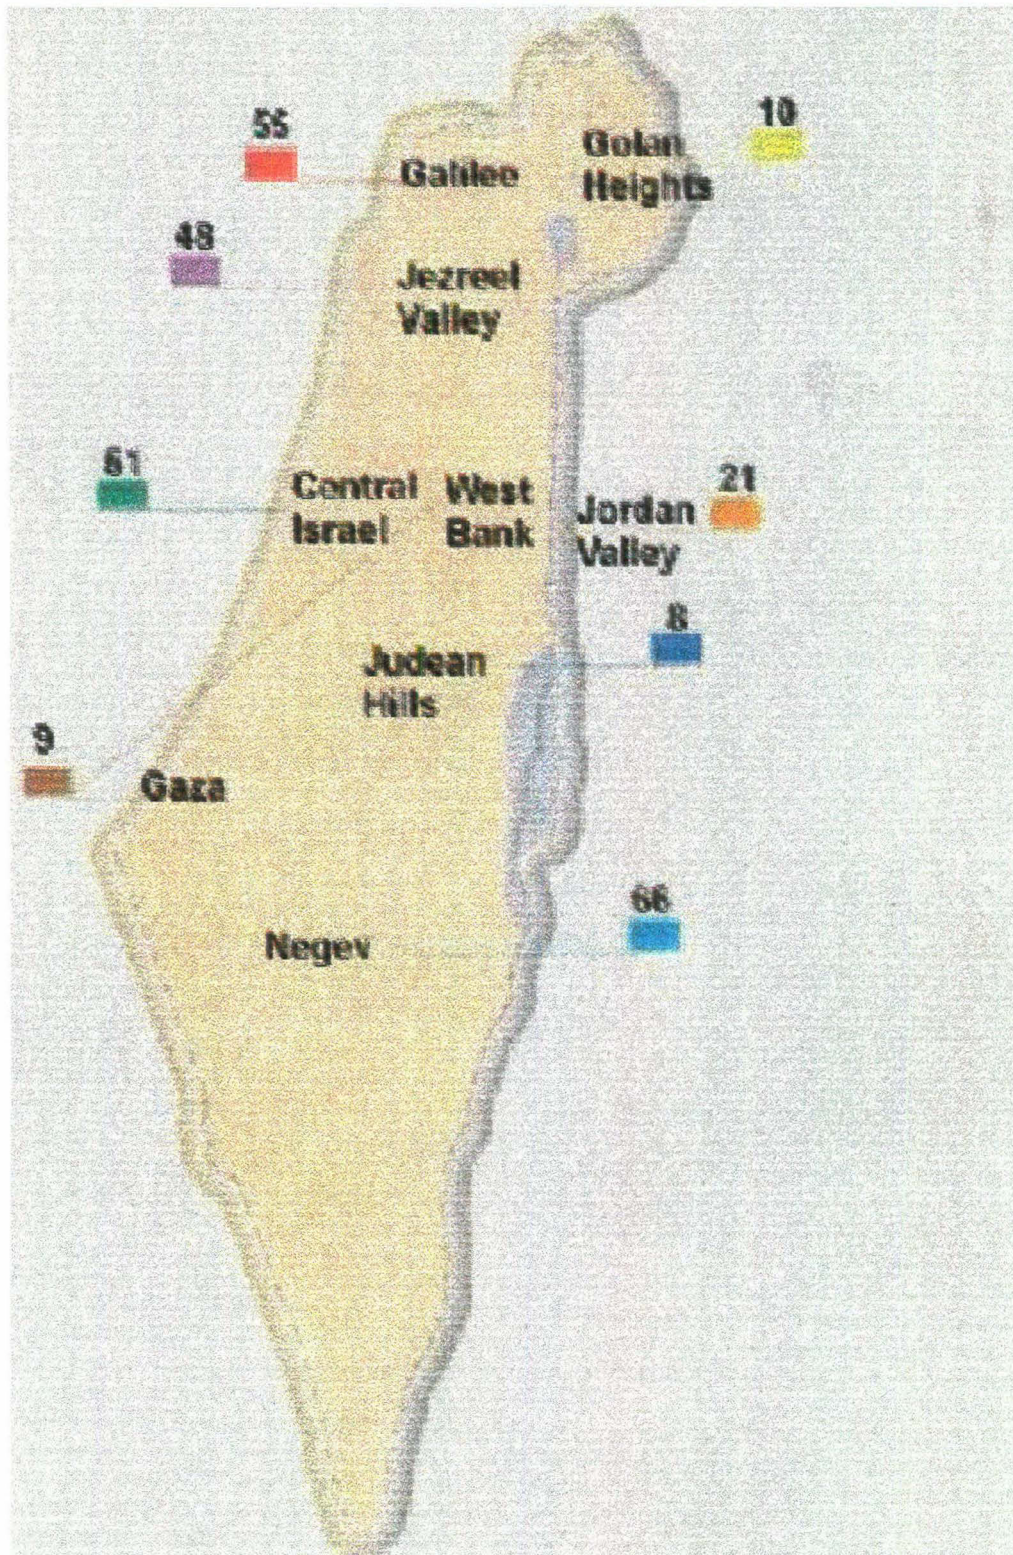 55
10
Galilee
Golan
Heights
48
Jezreel
Valley
21
Central
Israel
West
Bank
Jordan
Valley
8
Judean
Hills
9
Gaza
66
Negev